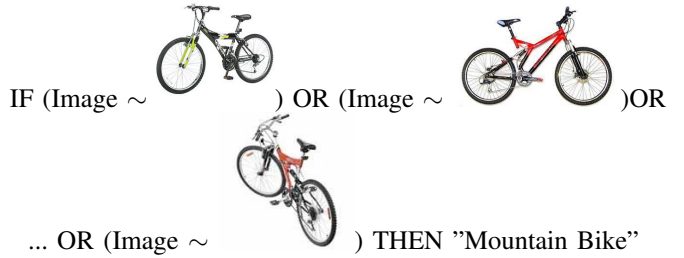 IF (Image ∼ ) OR (Image ∼ )OR
... OR (Image ∼ ) THEN ”Mountain Bike”